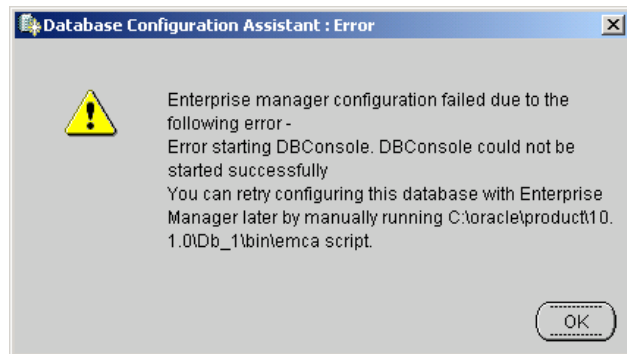 Database Configuration Assistant : Error
Enterprise manager configuration failed due to the
following error -
Error starting DBConsole. DBConsole could not be
started successfully
You can retry configuring this database with Enterprise
Manager later by manually running C:\oracle\product\10.
1.0\Db_1\bin\emca script.
OK